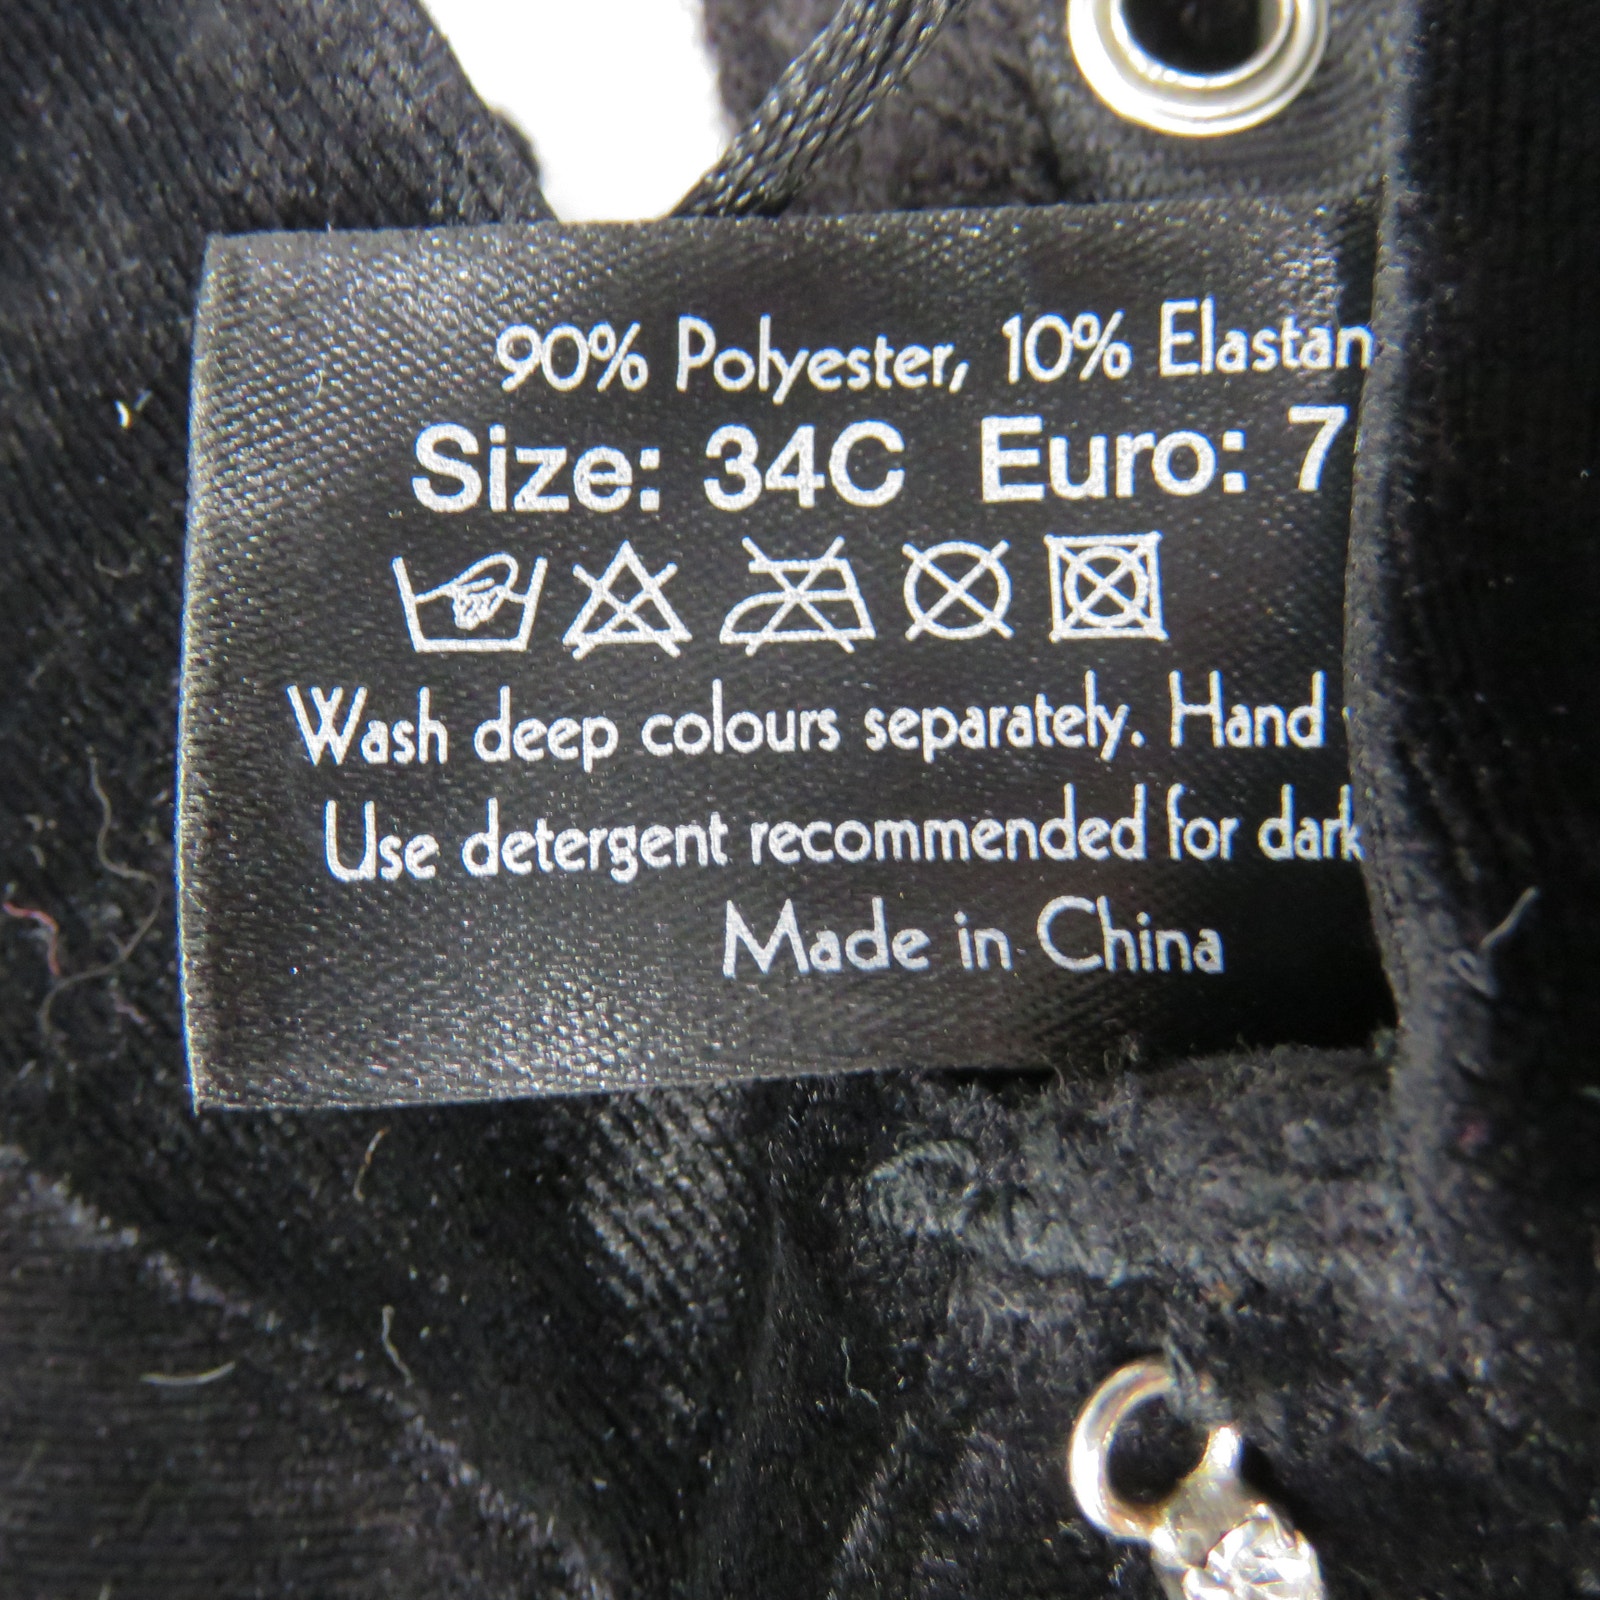 90% Polyester, 10% Elastan
Size: 34C Euro: 7
Wash deep colours separately. Hand
Use detergent recommended for dark
Made in China